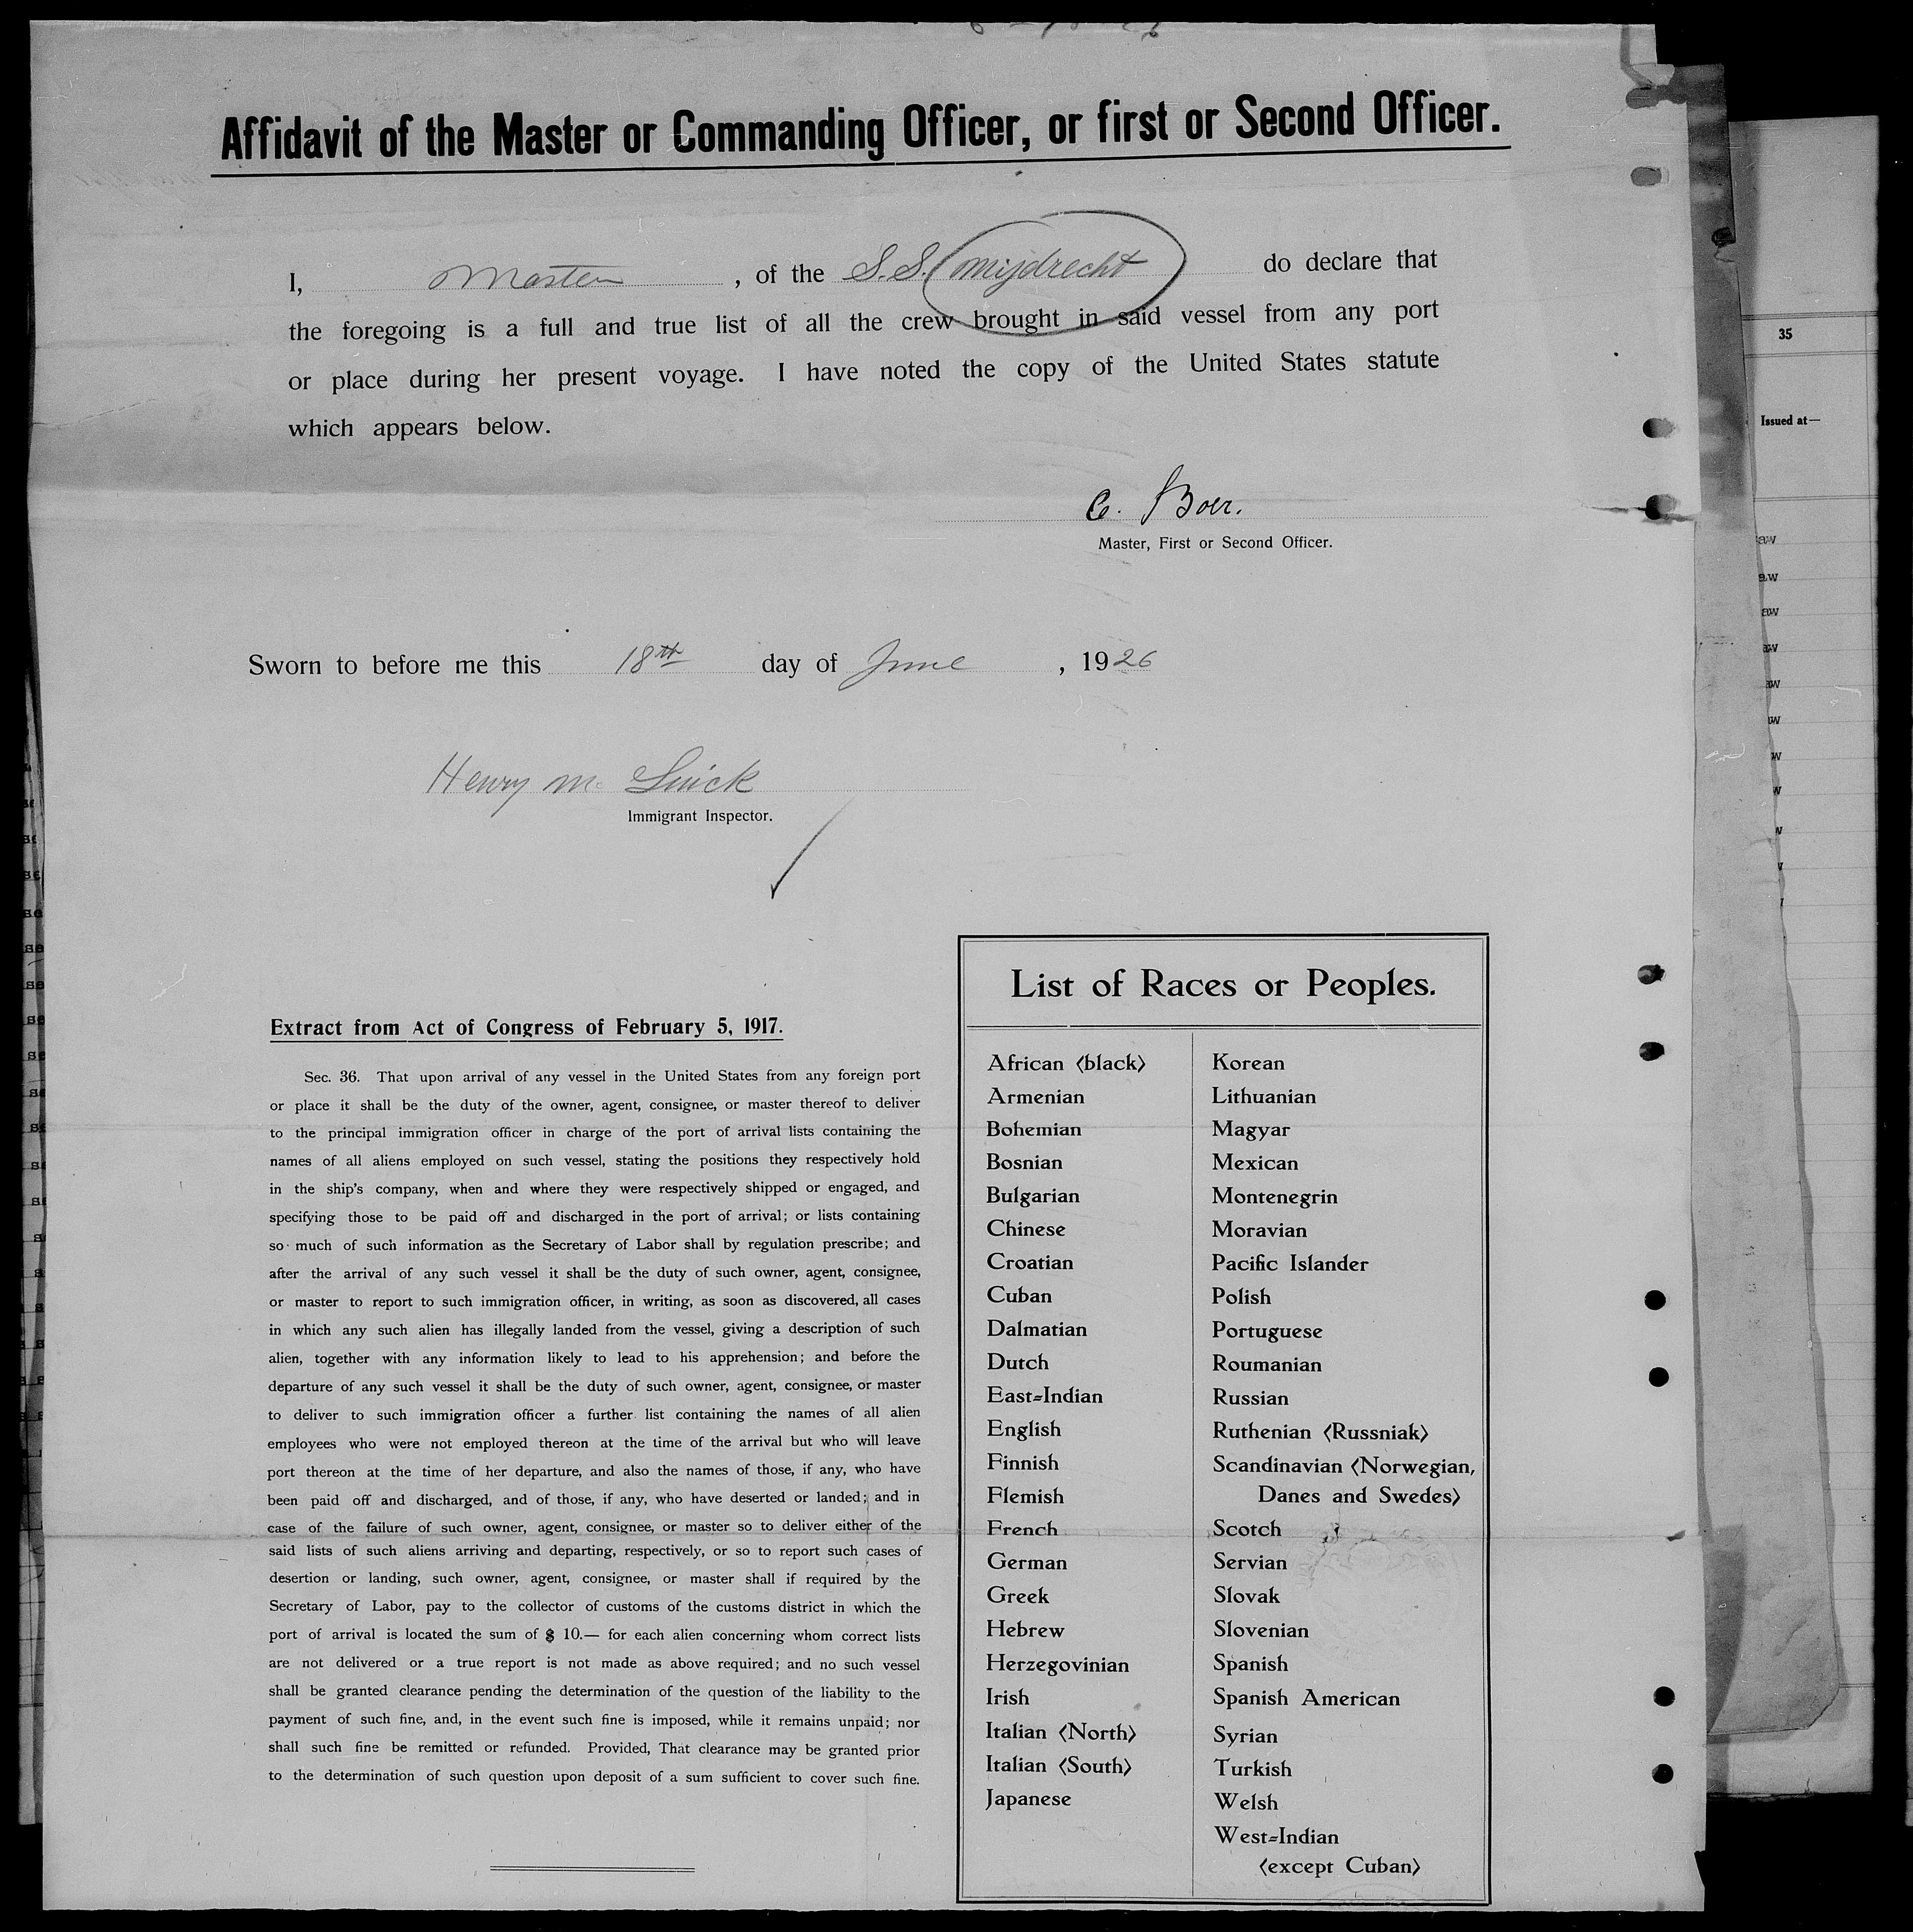 Affidavit of the Master or Commanding Officer, or first or Second Officer.
I, Master, of the S.S. Mijdrecht do declare that
the foregoing is a full and true list of all the crew brought in said vessel from any port
or place during her present voyage. I have noted the copy of the United States statute
which appears below.
C. Boer.
Master, First or Second Officer.
Sworn to before me this 18th day of June, 1926
Henry M.
Immigrant Inspector.
Extract from Act of Congress of February 5, 1917.
Sec. 36. That upon arrival of any vessel in the United States from any foreign port
or place it shall be the duty of the owner, agent, consignee, or master thereof to deliver
to the principal immigration officer in charge of the port of arrival lists containing the
names of all aliens employed on such vessel, stating the positions they respectively hold
in the ship's company, when and where they were respectively shipped or engaged, and
specifying those to be paid off and discharged in the port of arrival; or lists containing
so much of such information as the Secretary of Labor shall by regulation prescribe; and
after the arrival of any such vessel it shall be the duty of such owner, agent, consignee,
or master to report to such immigration officer, in writing, as soon as discovered, all cases
in which any such alien has illegally landed from the vessel, giving a description of such
alien, together with any information likely to lead to his apprehension; and before the
departure of any such vessel it shall be the duty of such owner, agent, consignee, or master
to deliver to such immigration officer a further list containing the names of all alien
employees who were not employed thereon at the time of the arrival but who will leave
port thereon at the time of her departure, and also the names of those, if any, who have
been paid off and discharged, and of those, if any, who have deserted or landed; and in
case of the failure of such owner, agent, consignee, or master so to deliver either of the
said lists of such aliens arriving and departing, respectively, or so to report such cases of
desertion or landing, such owner, agent, consignee, or master shall if required by the
Secretary of Labor, pay to the collector of customs of the customs district in which the
port of arrival is located the sum of $ 10.— for each alien concerning whom correct lists
are not delivered or a true report is not made as above required; and no such vessel
shall be granted clearance pending the determination of the question of the liability to the
payment of such fine, and, in the event such fine is imposed, while it remains unpaid; nor
shall such fine be remitted or refunded. Provided, That clearance may be granted prior
to the determination of such question upon deposit of a sum sufficient to cover such fine.
List of Races or Peoples.
African <black>
Armenian
Bohemian
Bosnian
Bulgarian
Chinese
Croatian
Cuban
Dalmatian
Dutch
East-Indian
English
Finnish
Flemish
French
German
Greek
Hebrew
Herzegovinian
Irish
Italian <North>
Italian <South>
Japanese
Korean
Lithuanian
Magyar
Mexican
Montenegrin
Moravian
Pacific Islander
Polish
Portuguese
Roumanian
Russian
Ruthenian <Russniak>
Scandinavian <Norwegian,
Danes and Swedes>
Scotch
Servian
Slovak
Slovenian
Spanish
Spanish American
Syrian
Turkish
Welsh
West-Indian
<except Cuban>
35
Issued at—